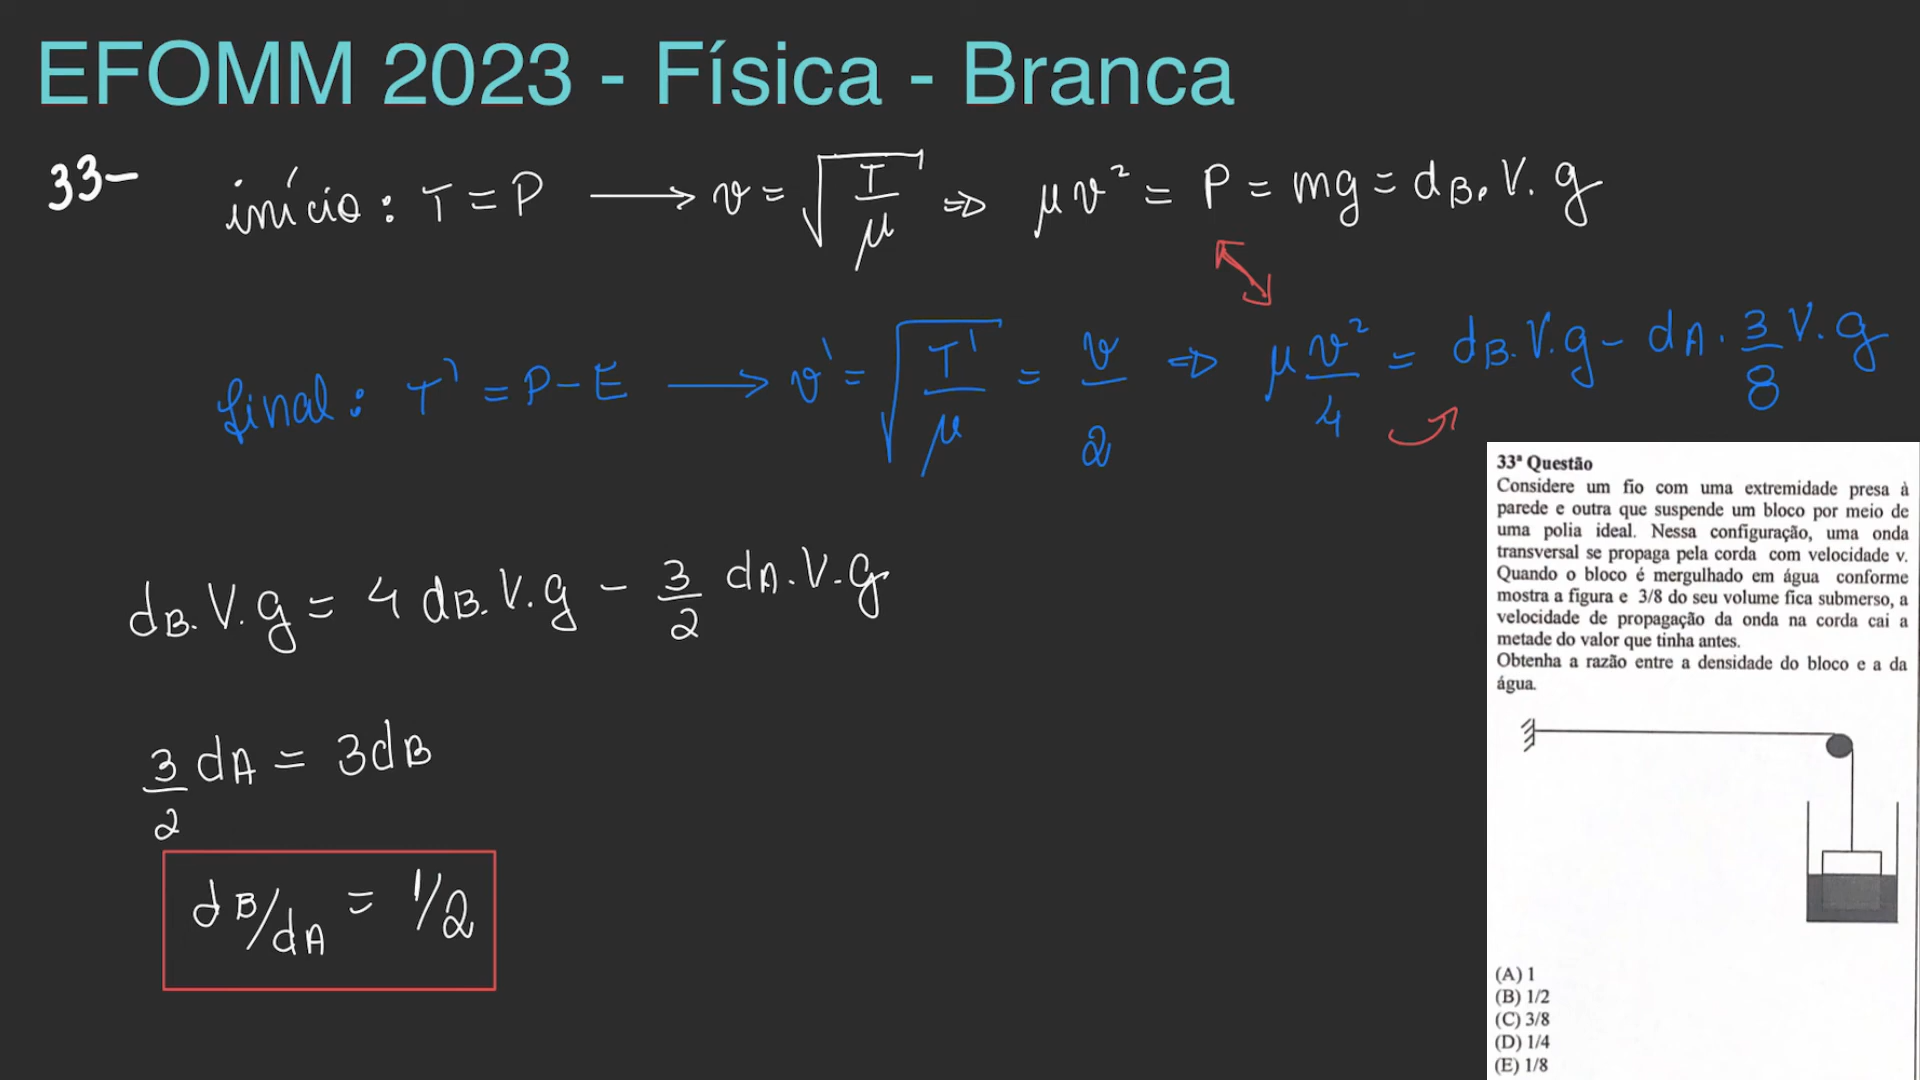 EFOMM 2023 - Física - Branca
33- início: T = P → v = √(T/μ) ⇒ μv² = P = mg = dB.V.g
final: T' = P - E → v' = √(T'/μ) = v/2 ⇒ μv²/4 = dB.V.g - dA.3/8 V.g
dB.V.g = 4dB.V.g - 3/2 dA.V.g
3/2 dA = 3dB
dB/dA = 1/2
33ª Questão
Considere um fio com uma extremidade presa à
parede e outra que suspende um bloco por meio de
uma polia ideal. Nessa configuração, uma onda
transversal se propaga pela corda com velocidade v.
Quando o bloco é mergulhado em água conforme
mostra a figura e 3/8 do seu volume fica submerso, a
velocidade de propagação da onda na corda cai a
metade do valor que tinha antes.
Obtenha a razão entre a densidade do bloco e a da
água.
(A) 1
(B) 1/2
(C) 3/8
(D) 1/4
(E) 1/8